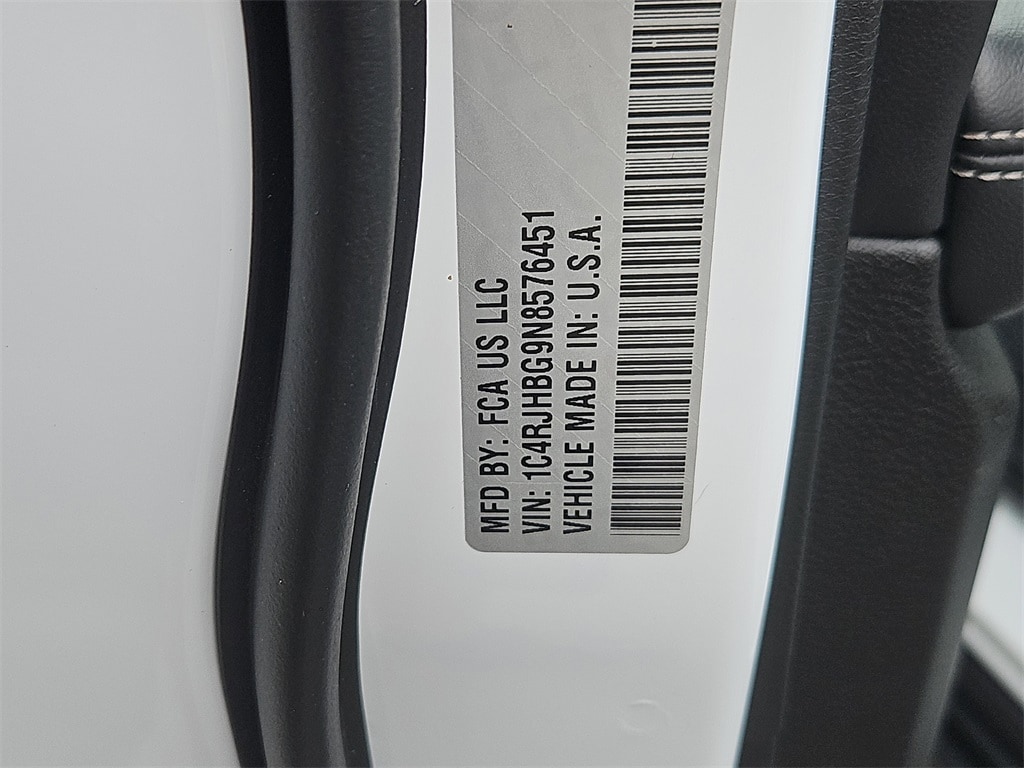 MFD BY: FCA US LLC
VIN: 1C4RJHBG9N8576451
VEHICLE MADE IN: U.S.A.